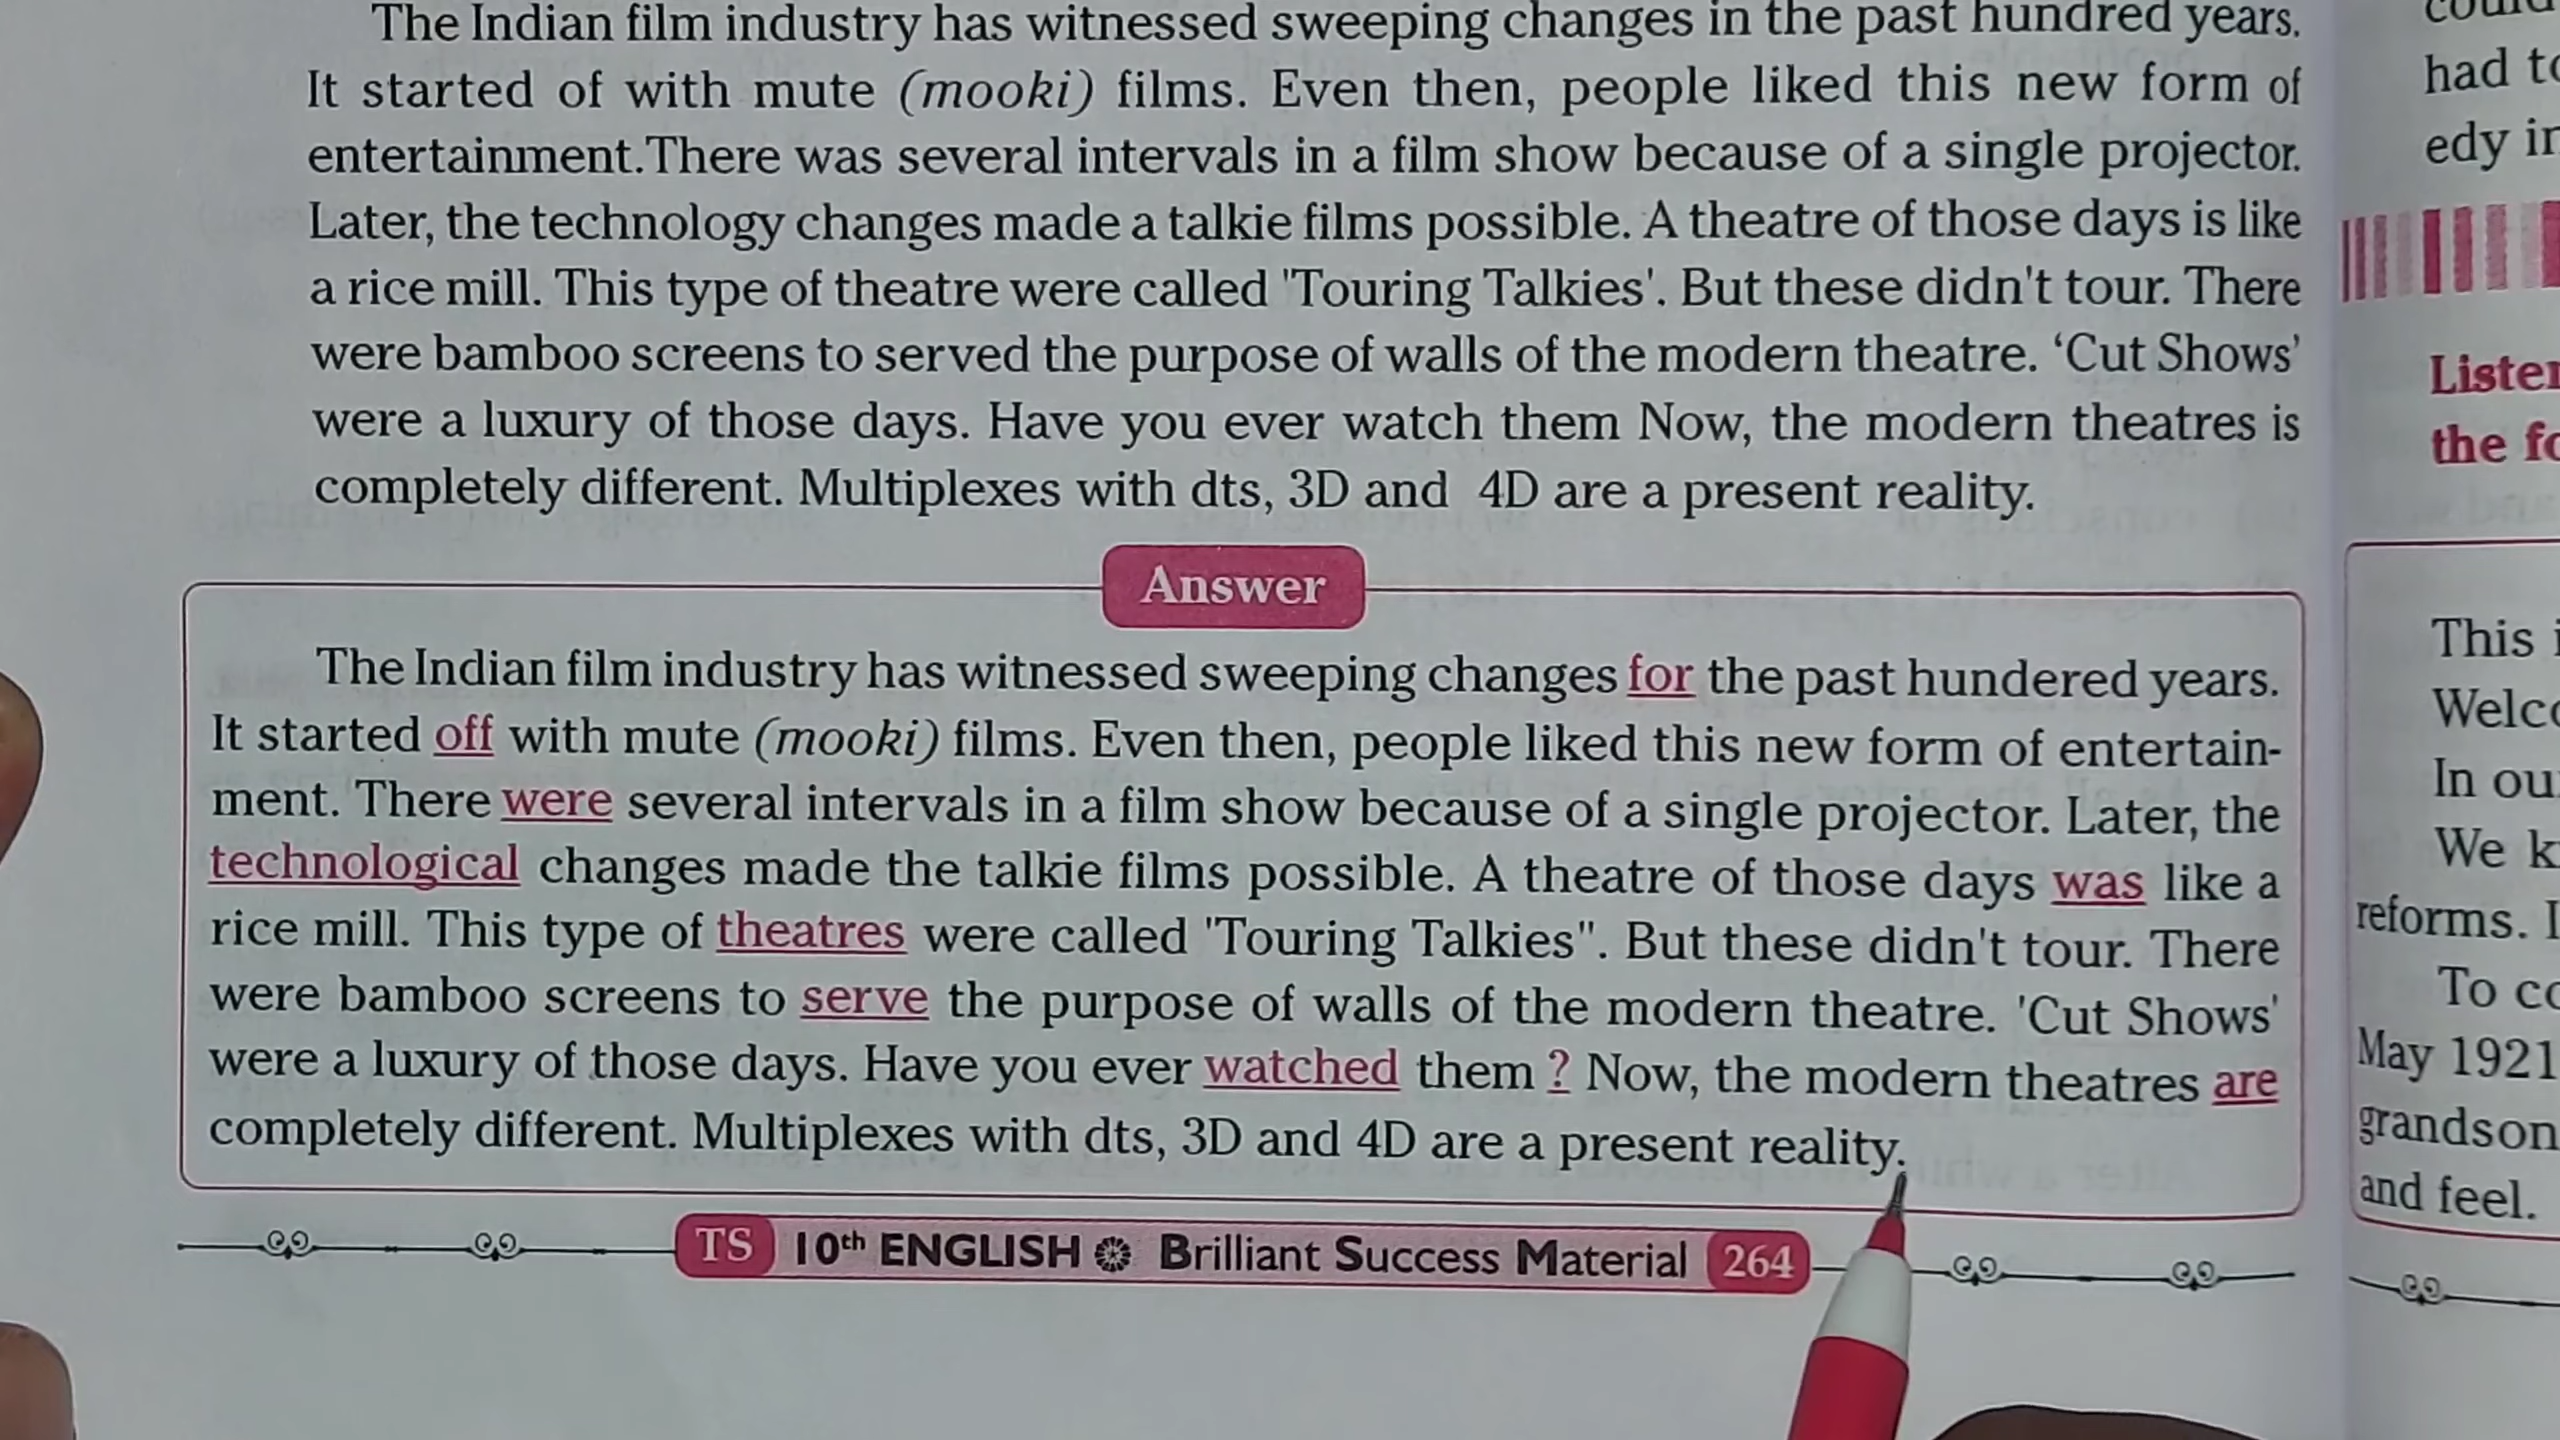 The Indian film industry has witnessed sweeping changes in the past hundred years.
It started of with mute (mooki) films. Even then, people liked this new form of
entertainment.There was several intervals in a film show because of a single projector.
Later, the technology changes made a talkie films possible. A theatre of those days is like
a rice mill. This type of theatre were called 'Touring Talkies'. But these didn't tour. There
were bamboo screens to served the purpose of walls of the modern theatre. ‘Cut Shows’
were a luxury of those days. Have you ever watch them Now, the modern theatres is
completely different. Multiplexes with dts, 3D and 4D are a present reality.
Answer
The Indian film industry has witnessed sweeping changes for the past hundered years.
It started off with mute (mooki) films. Even then, people liked this new form of entertain-
ment. There were several intervals in a film show because of a single projector. Later, the
technological changes made the talkie films possible. A theatre of those days was like a
rice mill. This type of theatres were called 'Touring Talkies". But these didn't tour. There
were bamboo screens to serve the purpose of walls of the modern theatre. 'Cut Shows'
were a luxury of those days. Have you ever watched them ? Now, the modern theatres are
completely different. Multiplexes with dts, 3D and 4D are a present reality.
TS 10th ENGLISH Brilliant Success Material 264
had
edy
the
This
Welc
In
We
reforms.
To
May 1921
grandson
and feel.